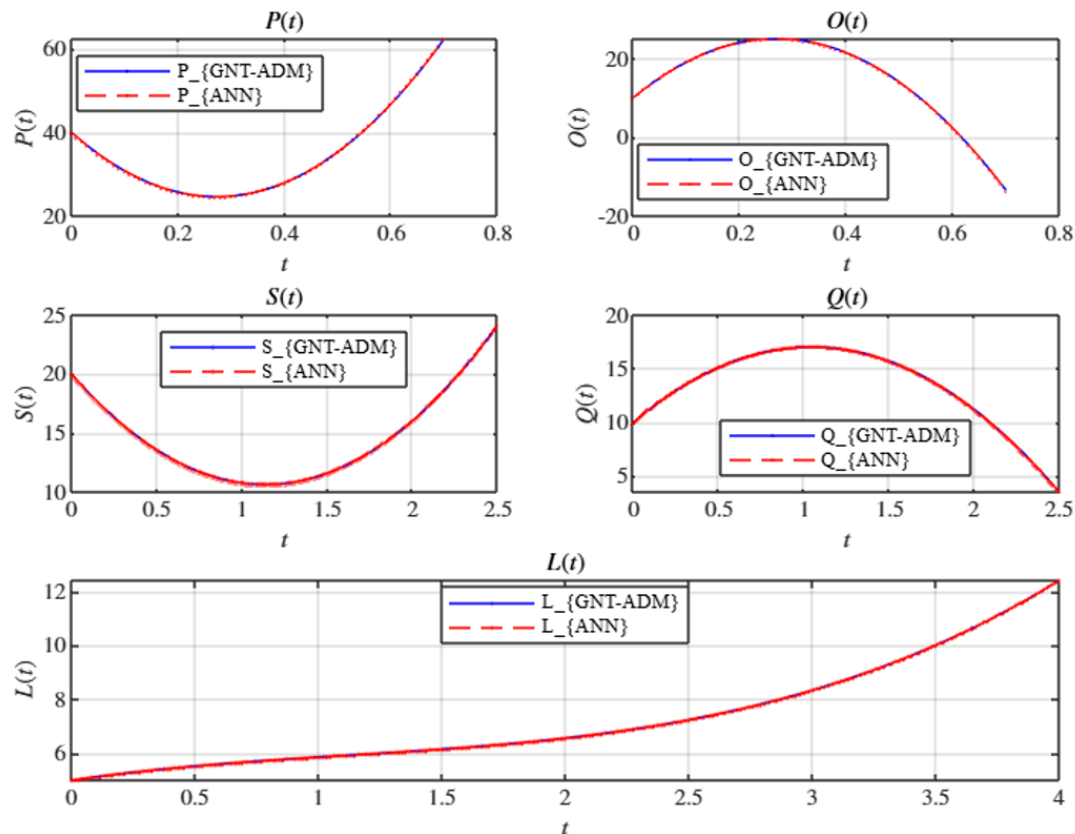 P(t)
60
40
20
P(t)
P_{GNT-ADM}
P_{ANN}
0 0.2 0.4 0.6 0.8
t
O(t)
20
0
-20
O(t)
O_{GNT-ADM}
O_{ANN}
0 0.2 0.4 0.6 0.8
t
S(t)
25
20
15
10
S(t)
S_{GNT-ADM}
S_{ANN}
0 0.5 1 1.5 2 2.5
t
Q(t)
20
15
10
5
Q(t)
Q_{GNT-ADM}
Q_{ANN}
0 0.5 1 1.5 2 2.5
t
L(t)
12
10
8
6
L(t)
L_{GNT-ADM}
L_{ANN}
0 0.5 1 1.5 2 2.5 3 3.5 4
t